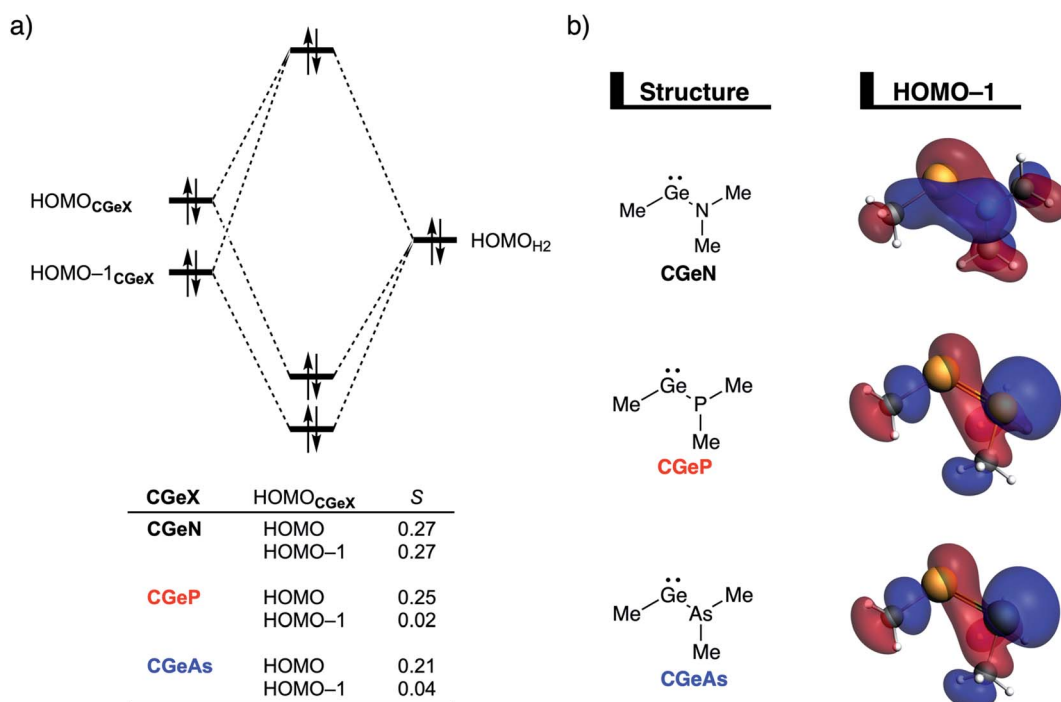 a)
HOMOCGeX
HOMO–1CGeX
HOMOH2
CGeX HOMOCGeX S
CGeN HOMO 0.27
HOMO–1 0.27
CGeP HOMO 0.25
HOMO–1 0.02
CGeAs HOMO 0.21
HOMO–1 0.04
b)
Structure HOMO–1
Ge
Me N Me
Me
CGeN
Ge Me
Me P
Me
CGeP
Ge Me
Me As
Me
CGeAs